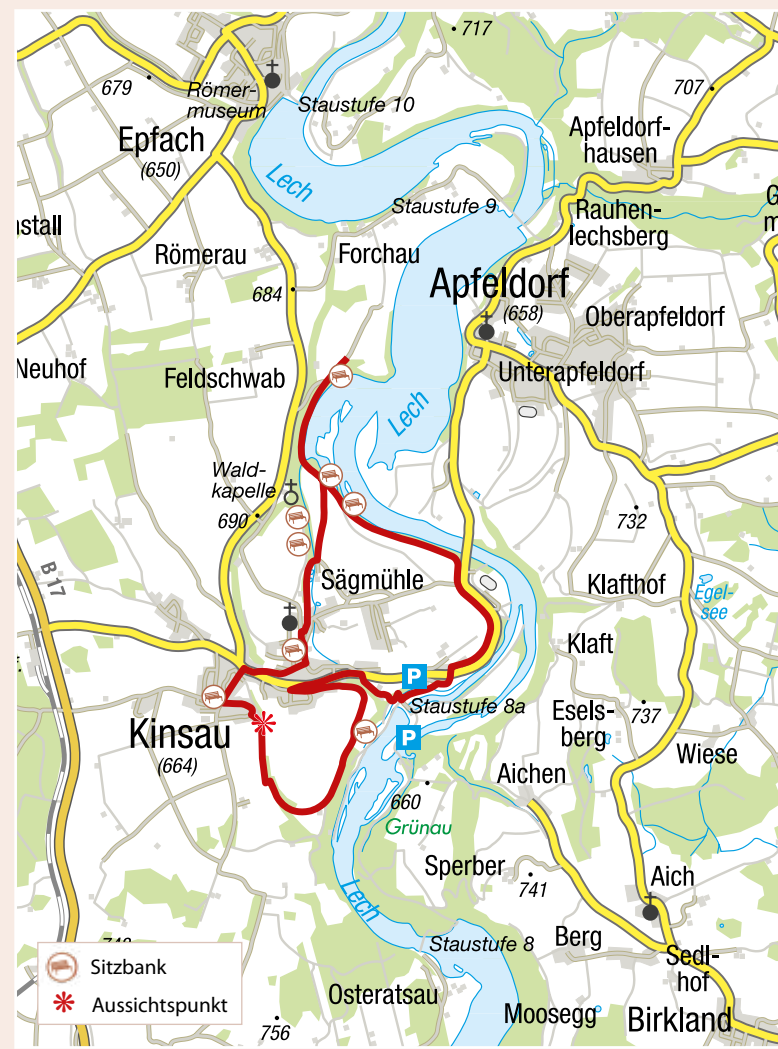 717
679
Römer-
museum
Staustufe 10
707
Apfeldorf-
hausen
Epfach
(650)
Lech
Staustufe 9
Rauhen-
lechsberg
G
m
nstall
Römerau
Forchau
Apfeldorf
(658)
684
Oberapfeldorf
Neuhof
Feldschwab
Unterapfeldorf
Lech
Wald-
kapelle
690
732
B 17
Sägmühle
Klafthof
Egel-
see
Klaft
P
Staustufe 8a
Kinsau
(664)
P
Esels-
berg
737
Wiese
Aichen
660
Grünau
Sperber
741
Aich
Lech
Staustufe 8
Berg
Sedl-
hof
Sitzbank
Aussichtspunkt
Osteratsau
756
Moosegg
Birkland